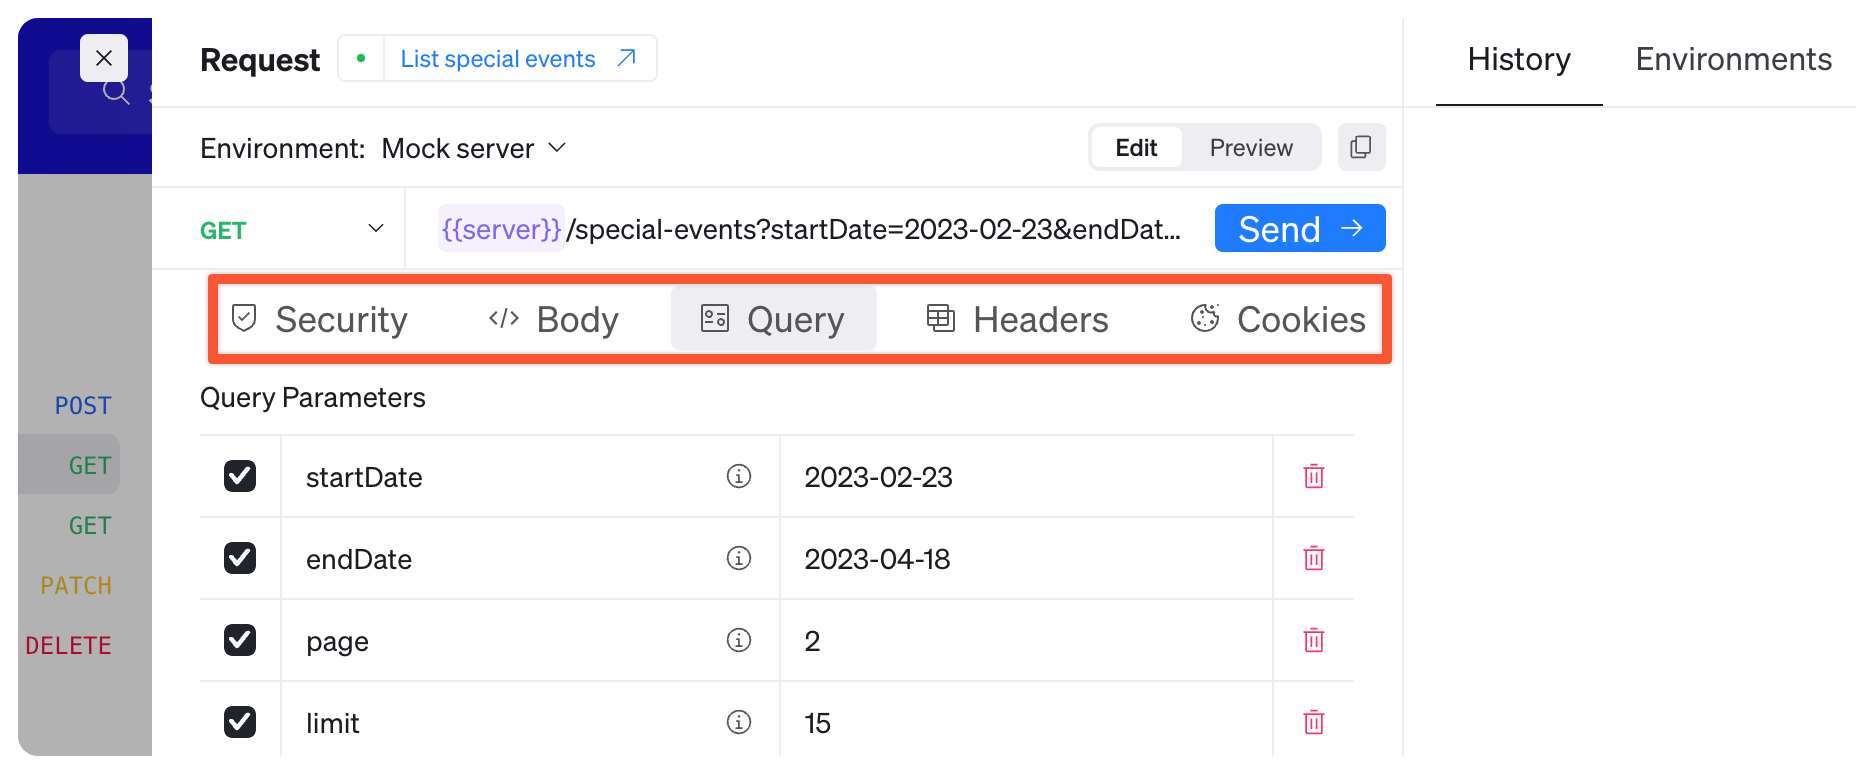 Request
List special events
History
Environments
Environment: Mock server
Edit
Preview
GET
{{server}}/special-events?startDate=2023-02-23&endDat...
Send
Security
</> Body
Query
Headers
Cookies
Query Parameters
startDate
2023-02-23
endDate
2023-04-18
page
2
limit
15
POST
GET
GET
PATCH
DELETE